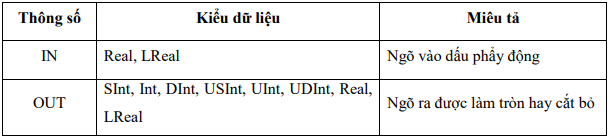 Thông số Kiểu dữ liệu Miêu tả
IN Real, LReal Ngõ vào dấu phẩy động
OUT SInt, Int, DInt, USInt, UInt, UDInt, Real, LReal Ngõ ra được làm tròn hay cắt bỏ